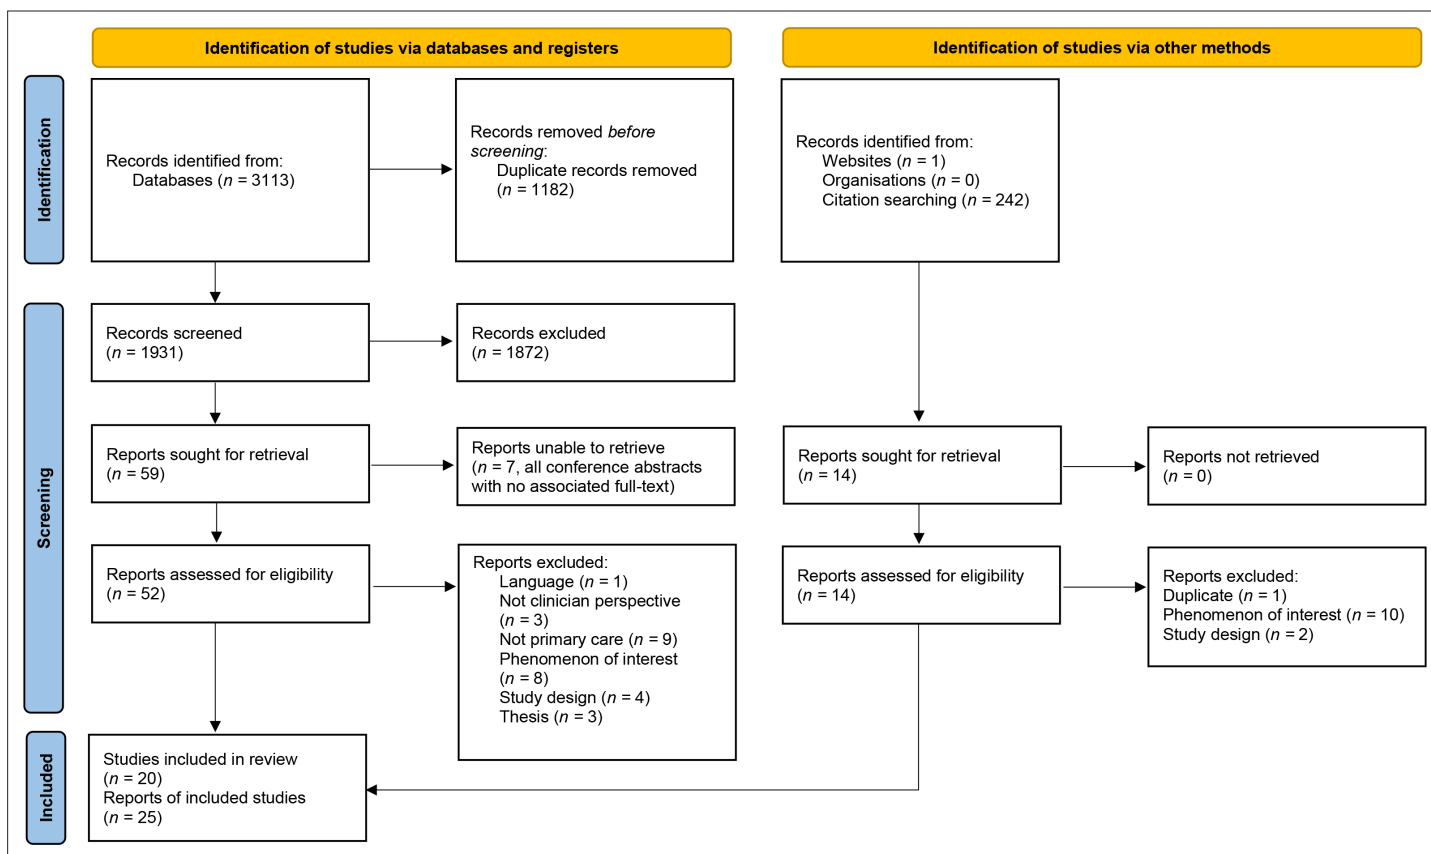 Identification of studies via databases and registers
Identification of studies via other methods
Identification
Records identified from:
Databases (n = 3113)
Records removed before
screening:
Duplicate records removed
(n = 1182)
Records identified from:
Websites (n = 1)
Organisations (n = 0)
Citation searching (n = 242)
Screening
Records screened
(n = 1931)
Records excluded
(n = 1872)
Reports sought for retrieval
(n = 59)
Reports unable to retrieve
(n = 7, all conference abstracts
with no associated full-text)
Reports sought for retrieval
(n = 14)
Reports not retrieved
(n = 0)
Reports assessed for eligibility
(n = 52)
Reports excluded:
Language (n = 1)
Not clinician perspective
(n = 3)
Not primary care (n = 9)
Phenomenon of interest
(n = 8)
Study design (n = 4)
Thesis (n = 3)
Reports assessed for eligibility
(n = 14)
Reports excluded:
Duplicate (n = 1)
Phenomenon of interest (n = 10)
Study design (n = 2)
Included
Studies included in review
(n = 20)
Reports of included studies
(n = 25)